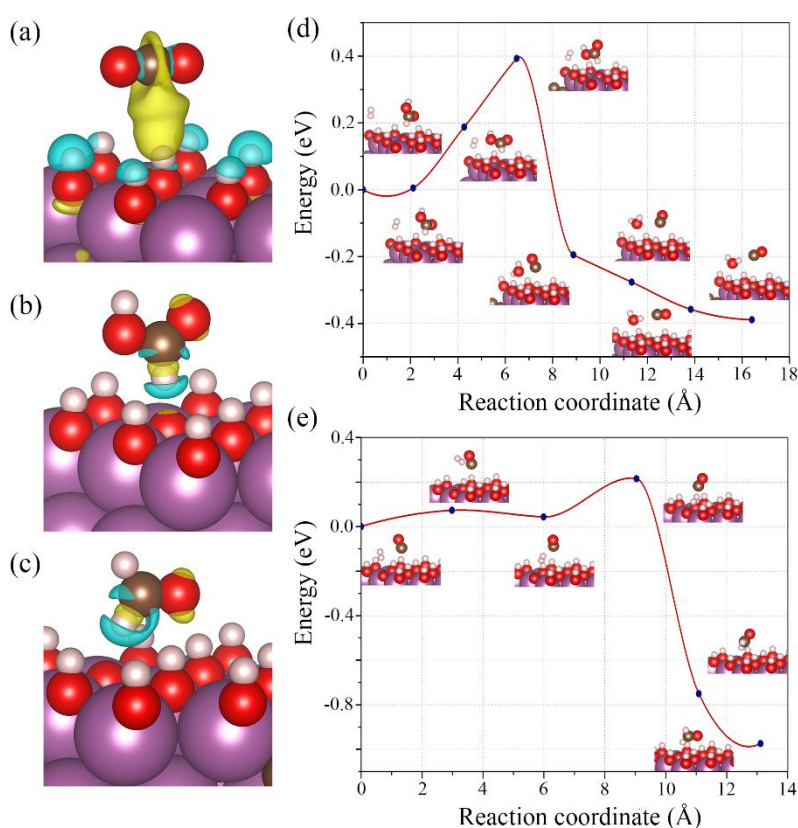 (a)
(b)
(c)
(d)
Energy (eV)
0.4
0.2
0.0
-0.2
-0.4
0 2 4 6 8 10 12 14 16 18
Reaction coordinate (Å)
(e)
Energy (eV)
0.4
0.0
-0.4
-0.8
0 2 4 6 8 10 12 14
Reaction coordinate (Å)